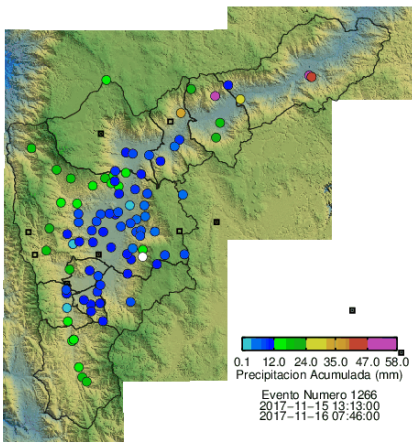 0.1 12.0 24.0 35.0 47.0 58.0
Precipitacion Acumulada (mm)
Evento Numero 1266
2017-11-15 13:13:00
2017-11-16 07:46:00